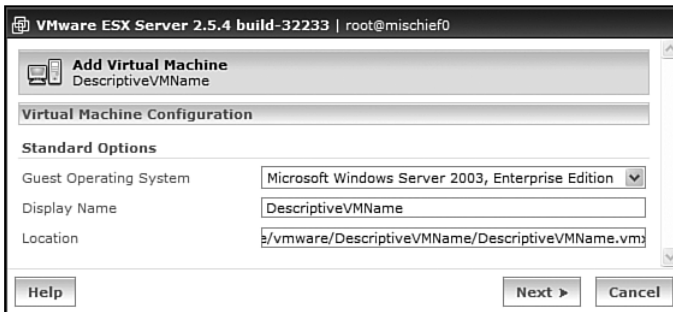 VMware ESX Server 2.5.4 build-32233 | root@mischief0
Add Virtual Machine
DescriptiveVMName
Virtual Machine Configuration
Standard Options
Guest Operating System Microsoft Windows Server 2003, Enterprise Edition
Display Name DescriptiveVMName
Location e/vmware/DescriptiveVMName/DescriptiveVMName.vmx
Help Next > Cancel